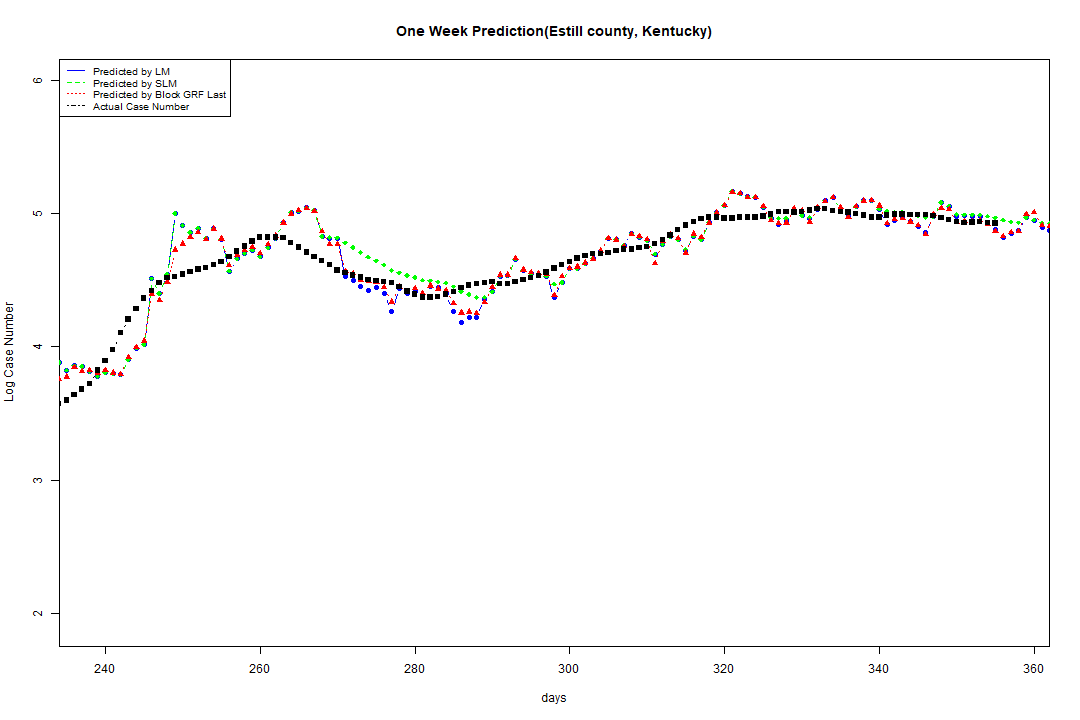 One Week Prediction(Estill county, Kentucky)
Predicted by LM
Predicted by SLM
Predicted by Block GRF Last
Actual Case Number
6
5
4
3
2
Log Case Number
240 260 280 300 320 340 360
days